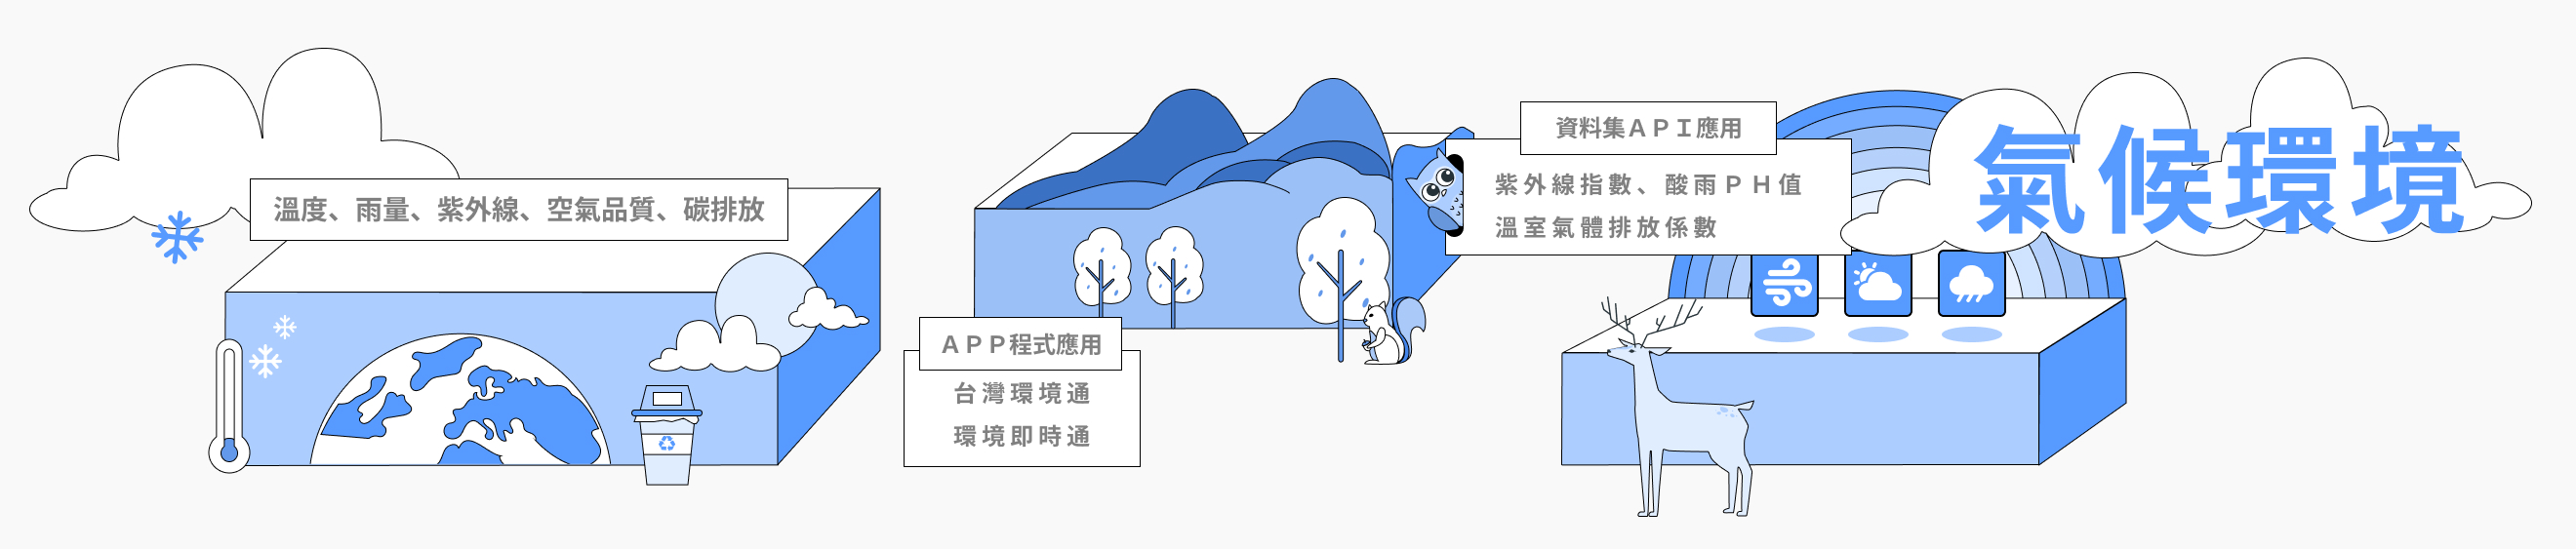 溫度、雨量、紫外線、空氣品質、碳排放
APP程式應用
台灣環境通
環境即時通
資料集API應用
紫外線指數、酸雨PH值
溫室氣體排放係數
氣候環境